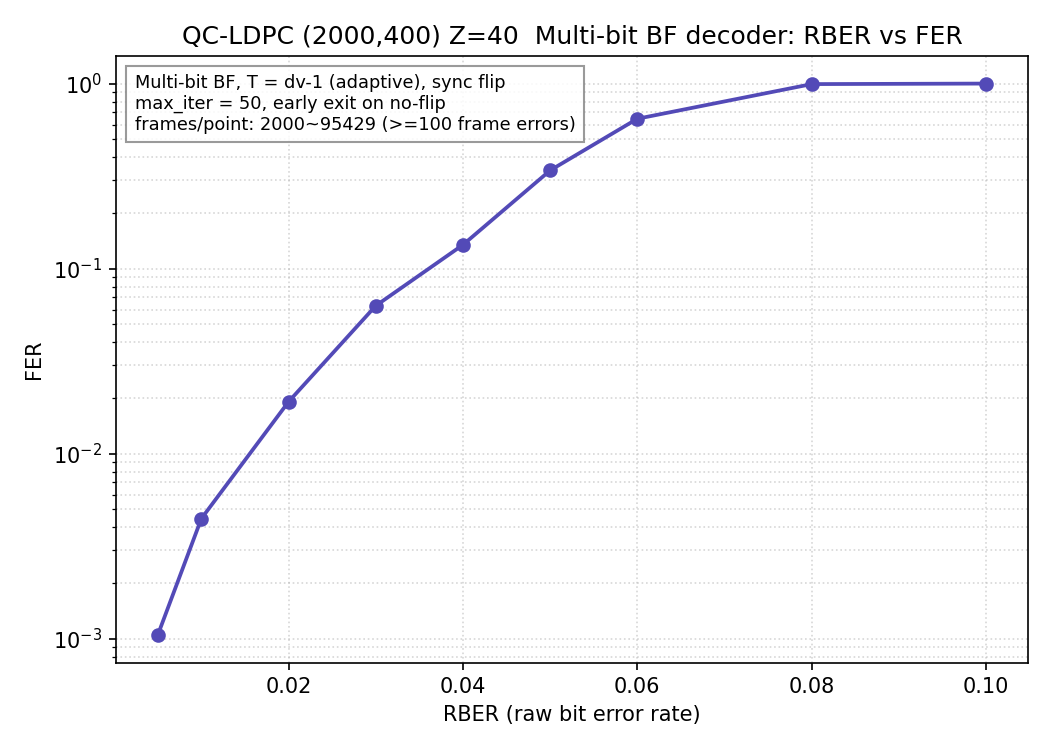 QC-LDPC (2000,400) Z=40  Multi-bit BF decoder: RBER vs FER
Multi-bit BF, T = dv-1 (adaptive), sync flip
max_iter = 50, early exit on no-flip
frames/point: 2000~95429 (>=100 frame errors)
10⁰
10⁻¹
10⁻²
10⁻³
FER
0.02 0.04 0.06 0.08 0.10
RBER (raw bit error rate)